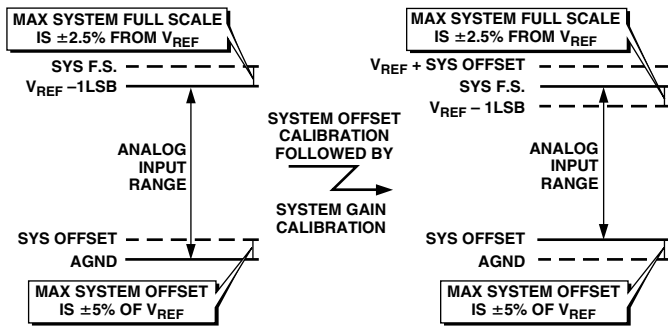 MAX SYSTEM FULL SCALE
IS ±2.5% FROM VREF
SYS F.S.
VREF –1LSB
ANALOG
INPUT
RANGE
SYS OFFSET
AGND
MAX SYSTEM OFFSET
IS ±5% OF VREF
SYSTEM OFFSET
CALIBRATION
FOLLOWED BY
SYSTEM GAIN
CALIBRATION
MAX SYSTEM FULL SCALE
IS ±2.5% FROM VREF
VREF + SYS OFFSET
SYS F.S.
VREF – 1LSB
ANALOG
INPUT
RANGE
SYS OFFSET
AGND
MAX SYSTEM OFFSET
IS ±5% OF VREF